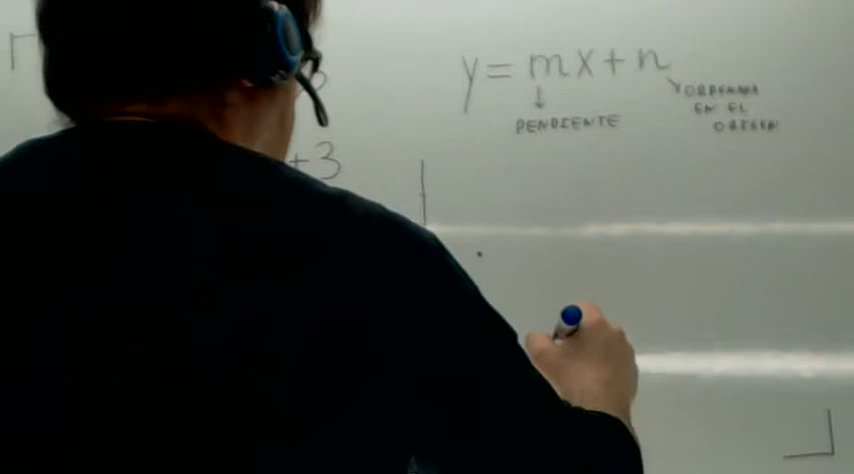 y = mx + n
PENDIENTE
ORDENADA
EN EL
ORIGEN
+3